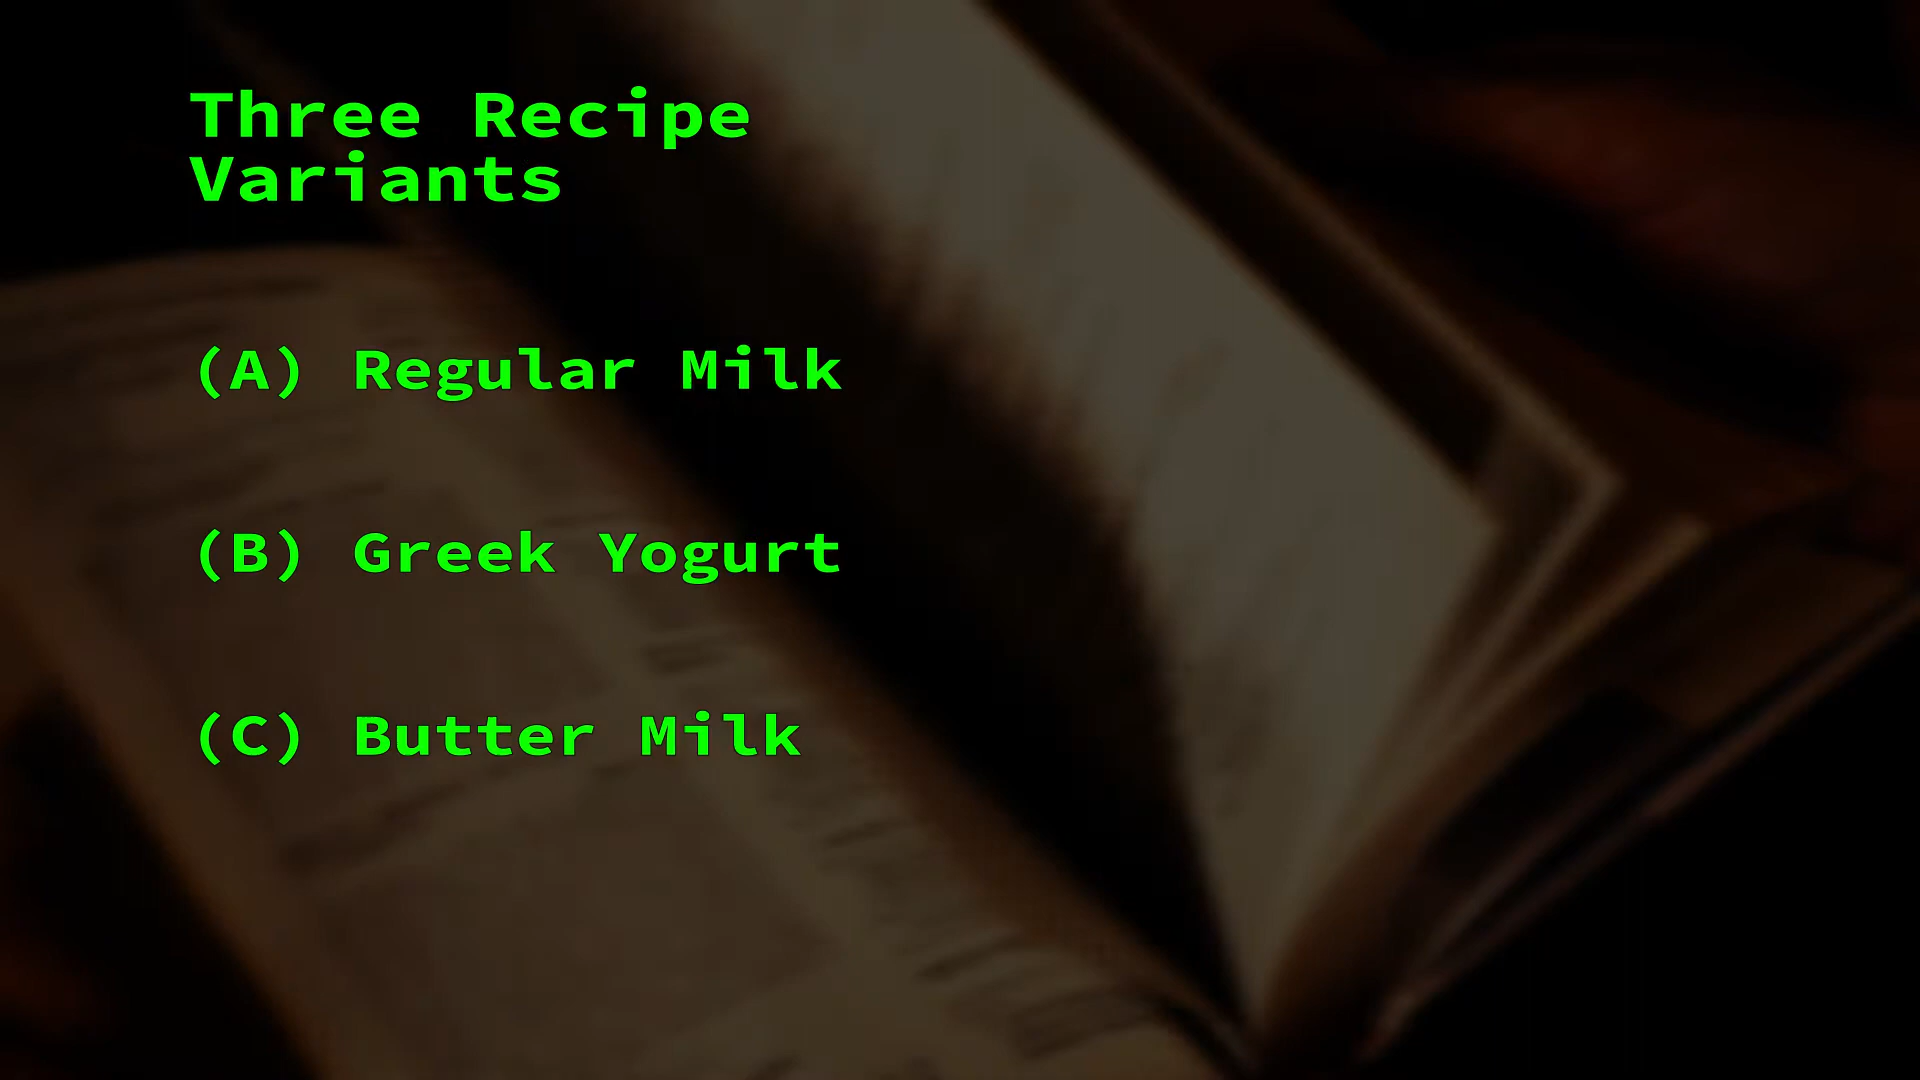 Three Recipe
Variants
(A) Regular Milk
(B) Greek Yogurt
(C) Butter Milk